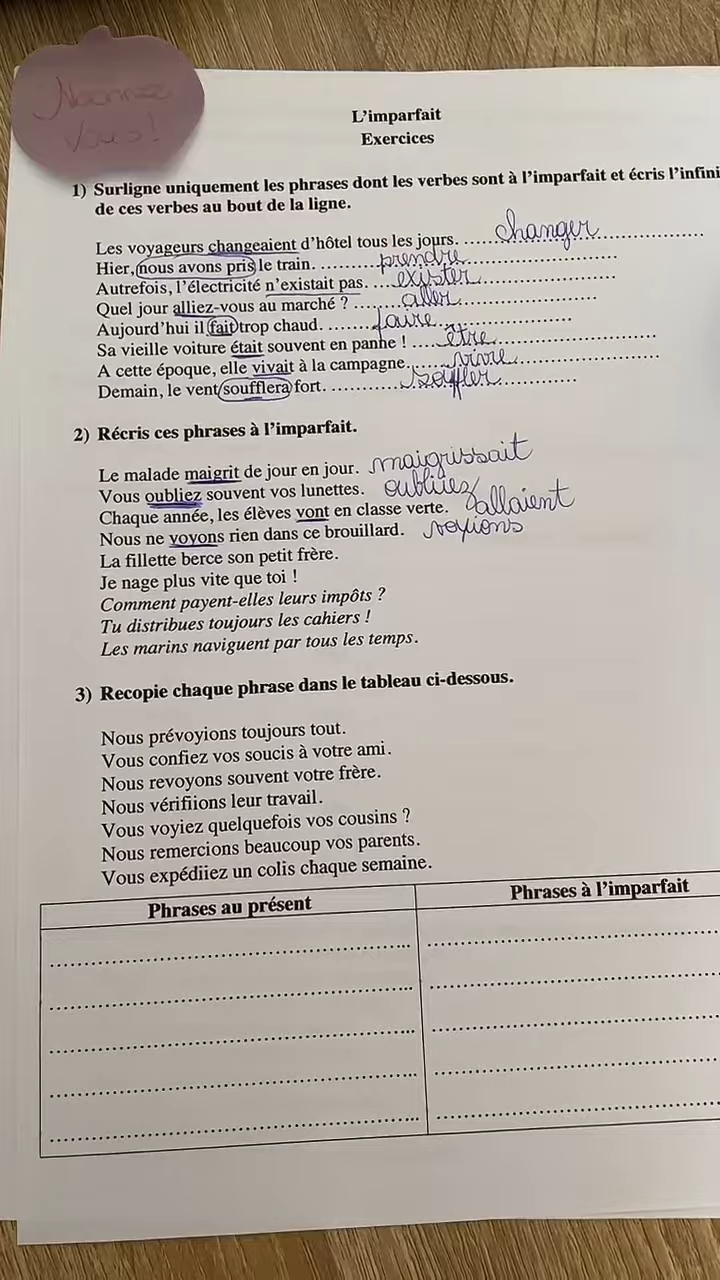 Abonnez
Vous !
L'imparfait
Exercices
1) Surligne uniquement les phrases dont les verbes sont à l'imparfait et écris l'infini
de ces verbes au bout de la ligne.
Les voyageurs changeaient d'hôtel tous les jours. ....changer....
Hier, nous avons pris le train. ....prendre....
Autrefois, l'électricité n'existait pas. ....exister....
Quel jour alliez-vous au marché ? ....aller....
Aujourd'hui il fait trop chaud. ....faire....
Sa vieille voiture était souvent en panhe ! ....être....
A cette époque, elle vivait à la campagne. ....vivre....
Demain, le vent soufflera fort. ....souffler....
2) Récris ces phrases à l'imparfait.
Le malade maigrit de jour en jour. maigrissait
Vous oubliez souvent vos lunettes. oubliiez
Chaque année, les élèves vont en classe verte. allaient
Nous ne voyons rien dans ce brouillard. voyions
La fillette berce son petit frère.
Je nage plus vite que toi !
Comment payent-elles leurs impôts ?
Tu distribues toujours les cahiers !
Les marins naviguent par tous les temps.
3) Recopie chaque phrase dans le tableau ci-dessous.
Nous prévoyions toujours tout.
Vous confiez vos soucis à votre ami.
Nous revoyons souvent votre frère.
Nous vérifiions leur travail.
Vous voyiez quelquefois vos cousins ?
Nous remercions beaucoup vos parents.
Vous expédiiez un colis chaque semaine.
Phrases au présent Phrases à l'imparfait